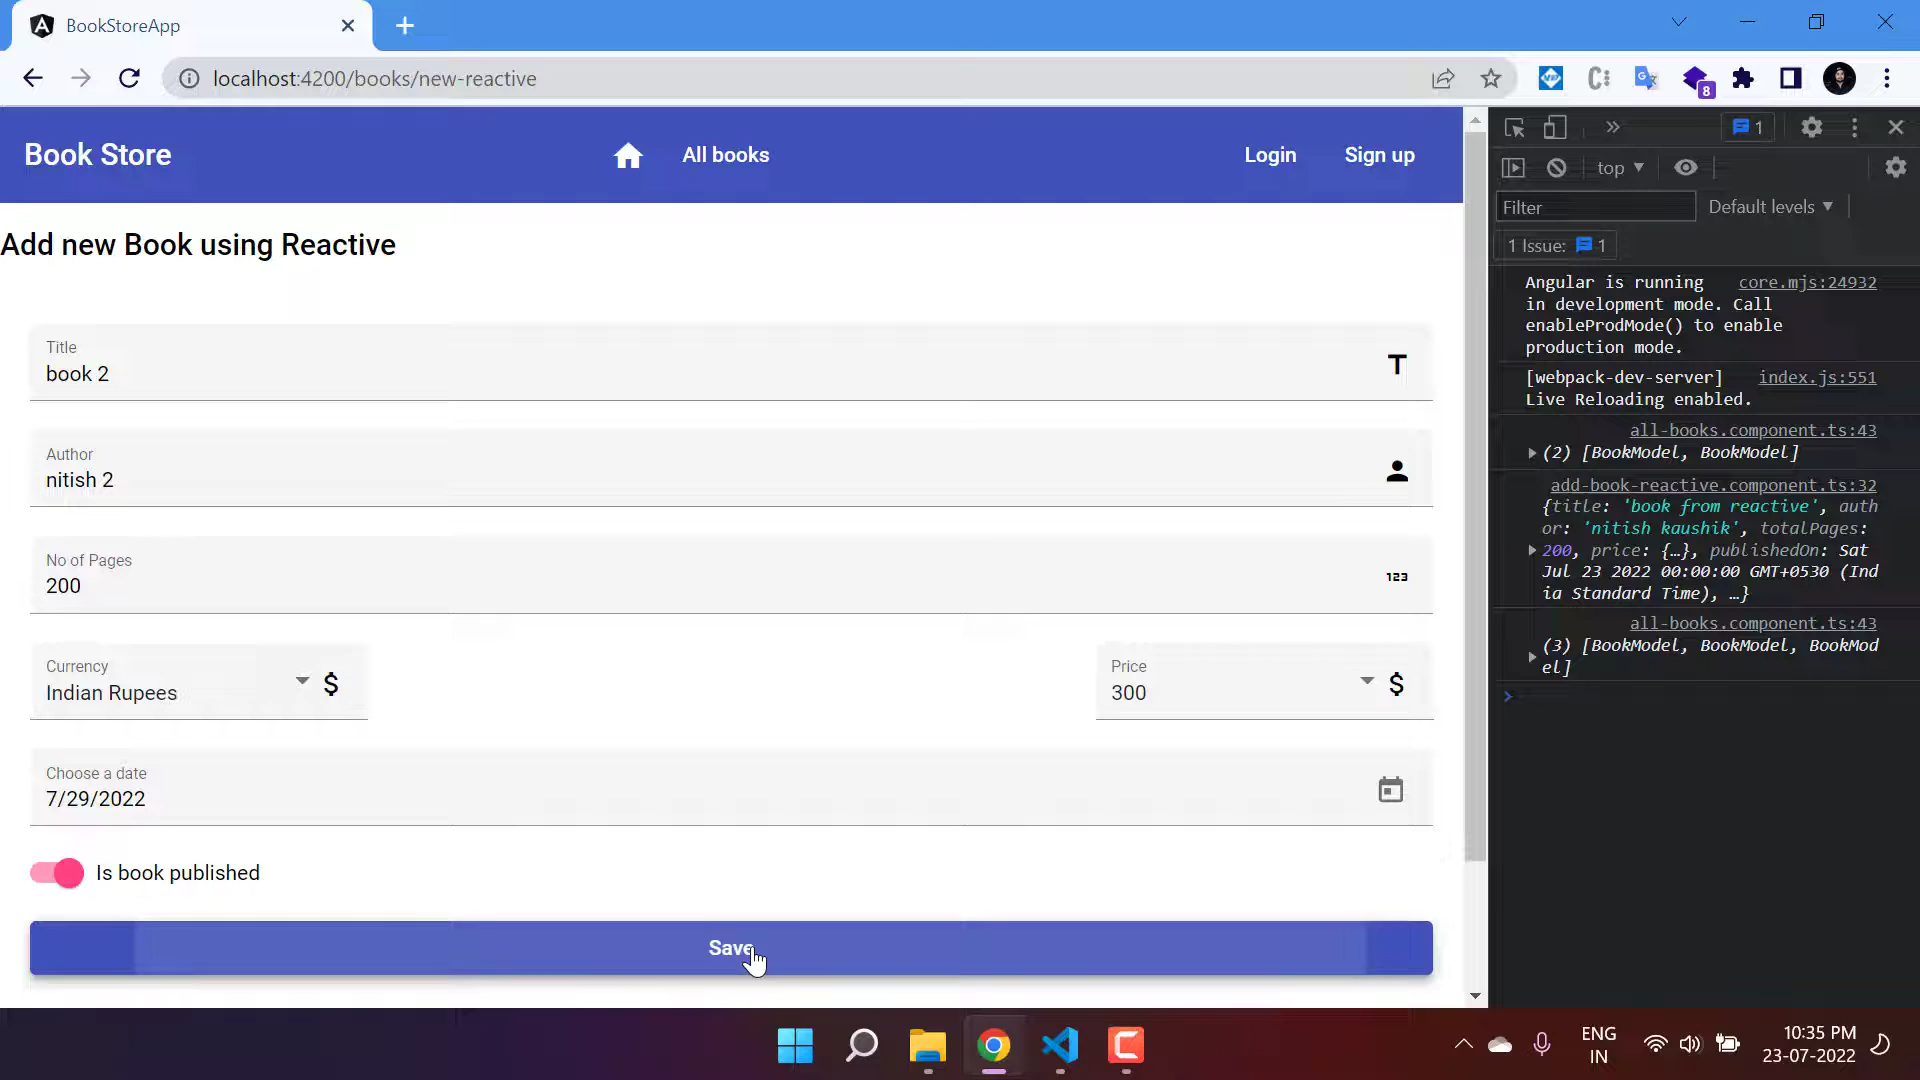 BookStoreApp
localhost:4200/books/new-reactive
8
Book Store
All books
Login
Sign up
Add new Book using Reactive
Title
book 2
Author
nitish 2
No of Pages
200
123
Currency
Indian Rupees
$
Price
300
$
Choose a date
7/29/2022
Is book published
Save
1
top
Filter
Default levels
1 Issue: 1
Angular is running core.mjs:24932
in development mode. Call
enableProdMode() to enable
production mode.
[webpack-dev-server] index.js:551
Live Reloading enabled.
all-books.component.ts:43
(2) [BookModel, BookModel]
add-book-reactive.component.ts:32
{title: 'book from reactive', auth
or: 'nitish kaushik', totalPages:
200, price: {…}, publishedOn: Sat
Jul 23 2022 00:00:00 GMT+0530 (Ind
ia Standard Time), …}
all-books.component.ts:43
(3) [BookModel, BookModel, BookMod
el]
ENG
IN
10:35 PM
23-07-2022